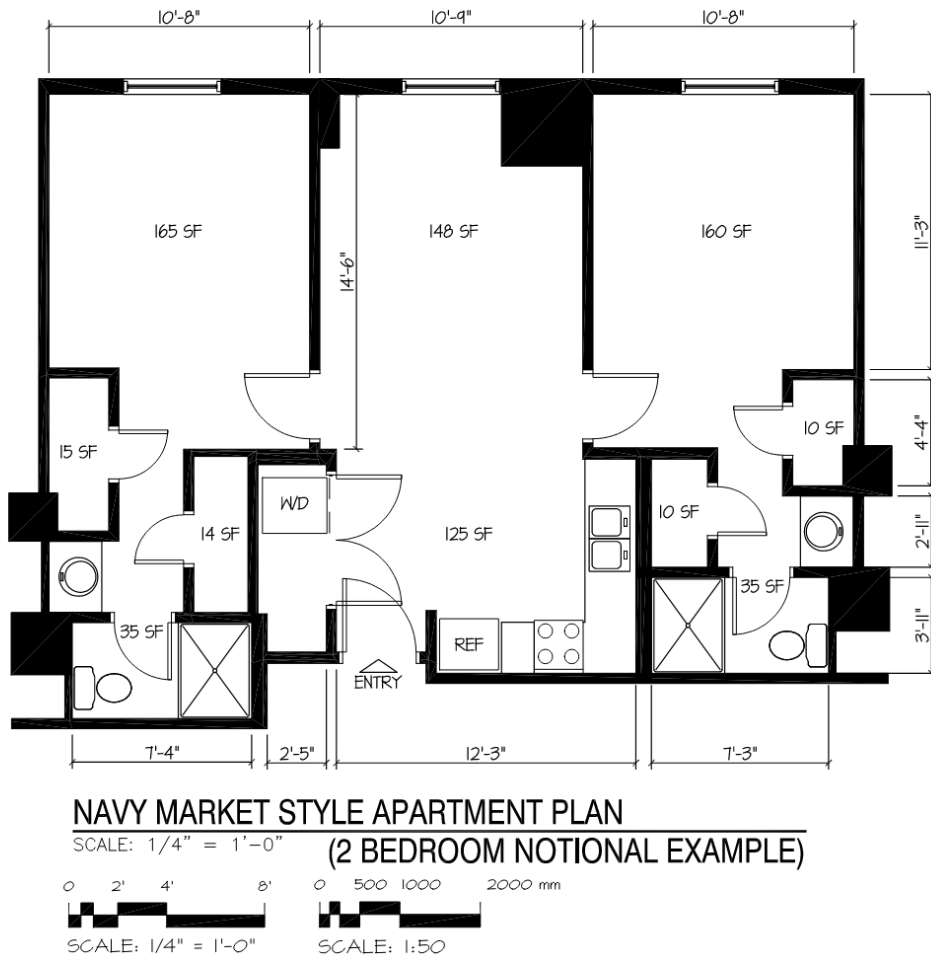 10'-8"
10'-9"
10'-8"
165 SF
148 SF
160 SF
11'-3"
14'-6"
15 SF
10 SF
4'-4"
W/D
14 SF
125 SF
10 SF
2'-11"
35 SF
35 SF
REF
3'-11"
ENTRY
7'-4"
2'-5"
12'-3"
7'-3"
NAVY MARKET STYLE APARTMENT PLAN
SCALE: 1/4" = 1'-0"
(2 BEDROOM NOTIONAL EXAMPLE)
0 2' 4' 8'
0 500 1000 2000 mm
SCALE: 1/4" = 1'-0"
SCALE: 1:50